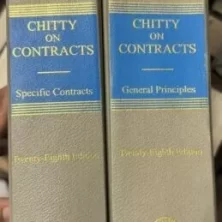 CHITTY
ON
CONTRACTS
Specific Contracts
Twenty-Eighth Edition
CHITTY
ON
CONTRACTS
General Principles
Twenty-Eighth Edition